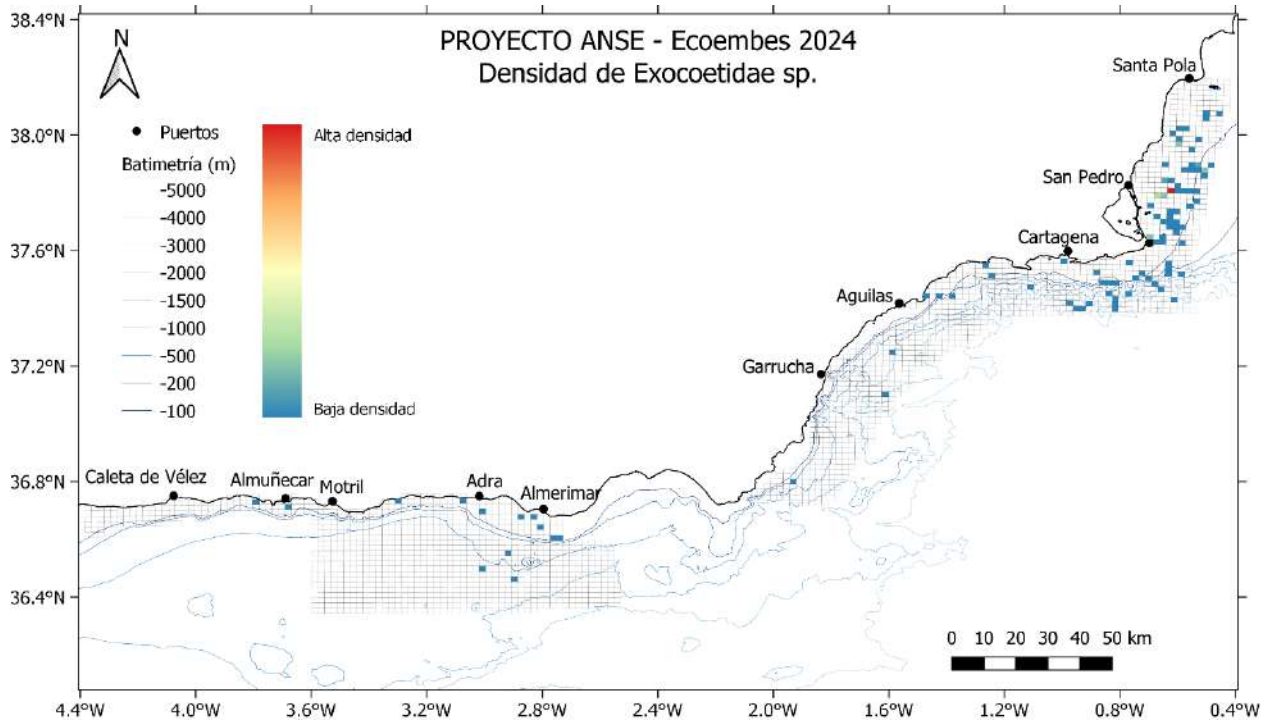 PROYECTO ANSE - Ecoembes 2024
Densidad de Exocoetidae sp.
N
Puertos
Batimetría (m)
-5000
-4000
-3000
-2000
-1500
-1000
-500
-200
-100
Alta densidad
Baja densidad
Santa Pola
San Pedro
Cartagena
Aguilas
Garrucha
Caleta de Vélez
Almuñecar
Motril
Adra
Almerimar
0 10 20 30 40 50 km
38.4°N
38.0°N
37.6°N
37.2°N
36.8°N
36.4°N
4.4°W 4.0°W 3.6°W 3.2°W 2.8°W 2.4°W 2.0°W 1.6°W 1.2°W 0.8°W 0.4°W